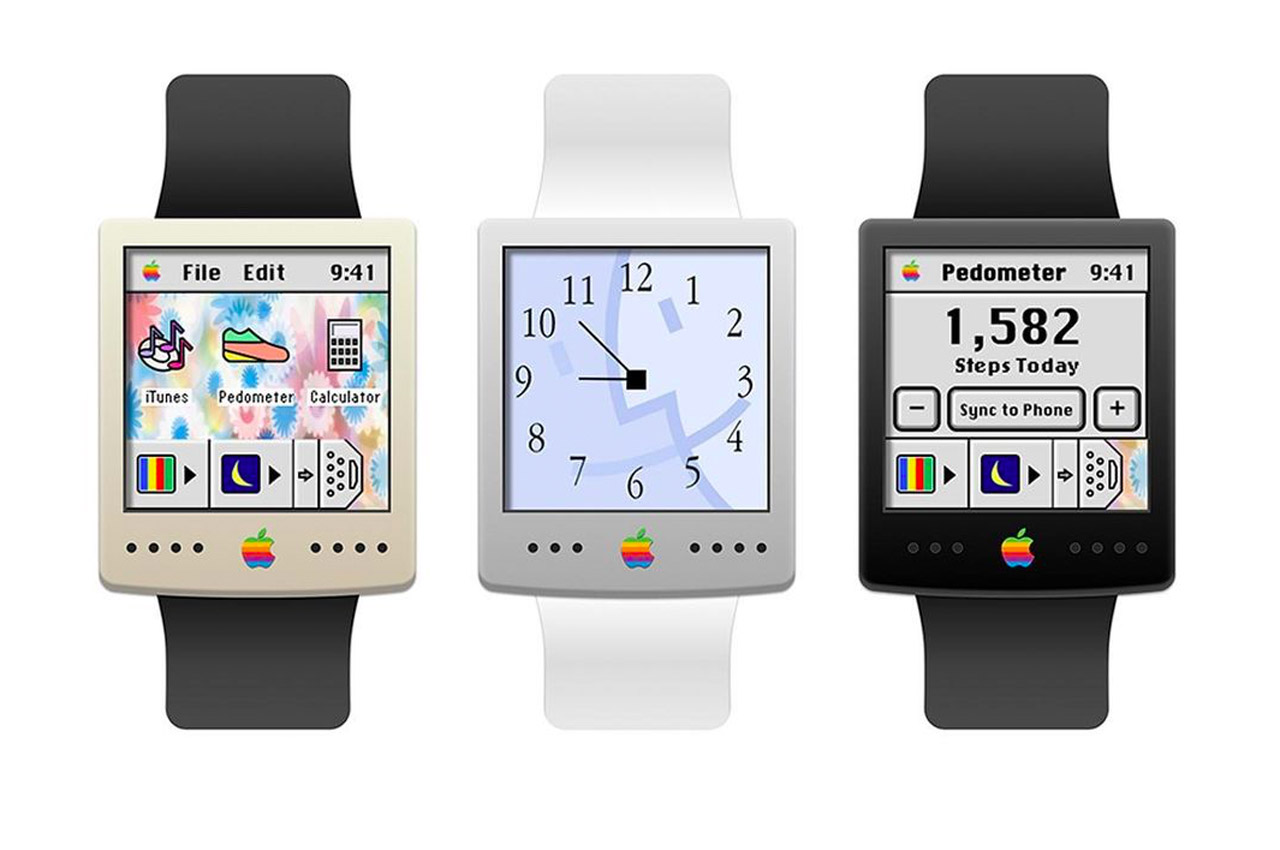 File Edit 9:41
iTunes Pedometer Calculator
12
11 1
10 2
9 3
8 4
7 5
6
Pedometer 9:41
1,582
Steps Today
− Sync to Phone +